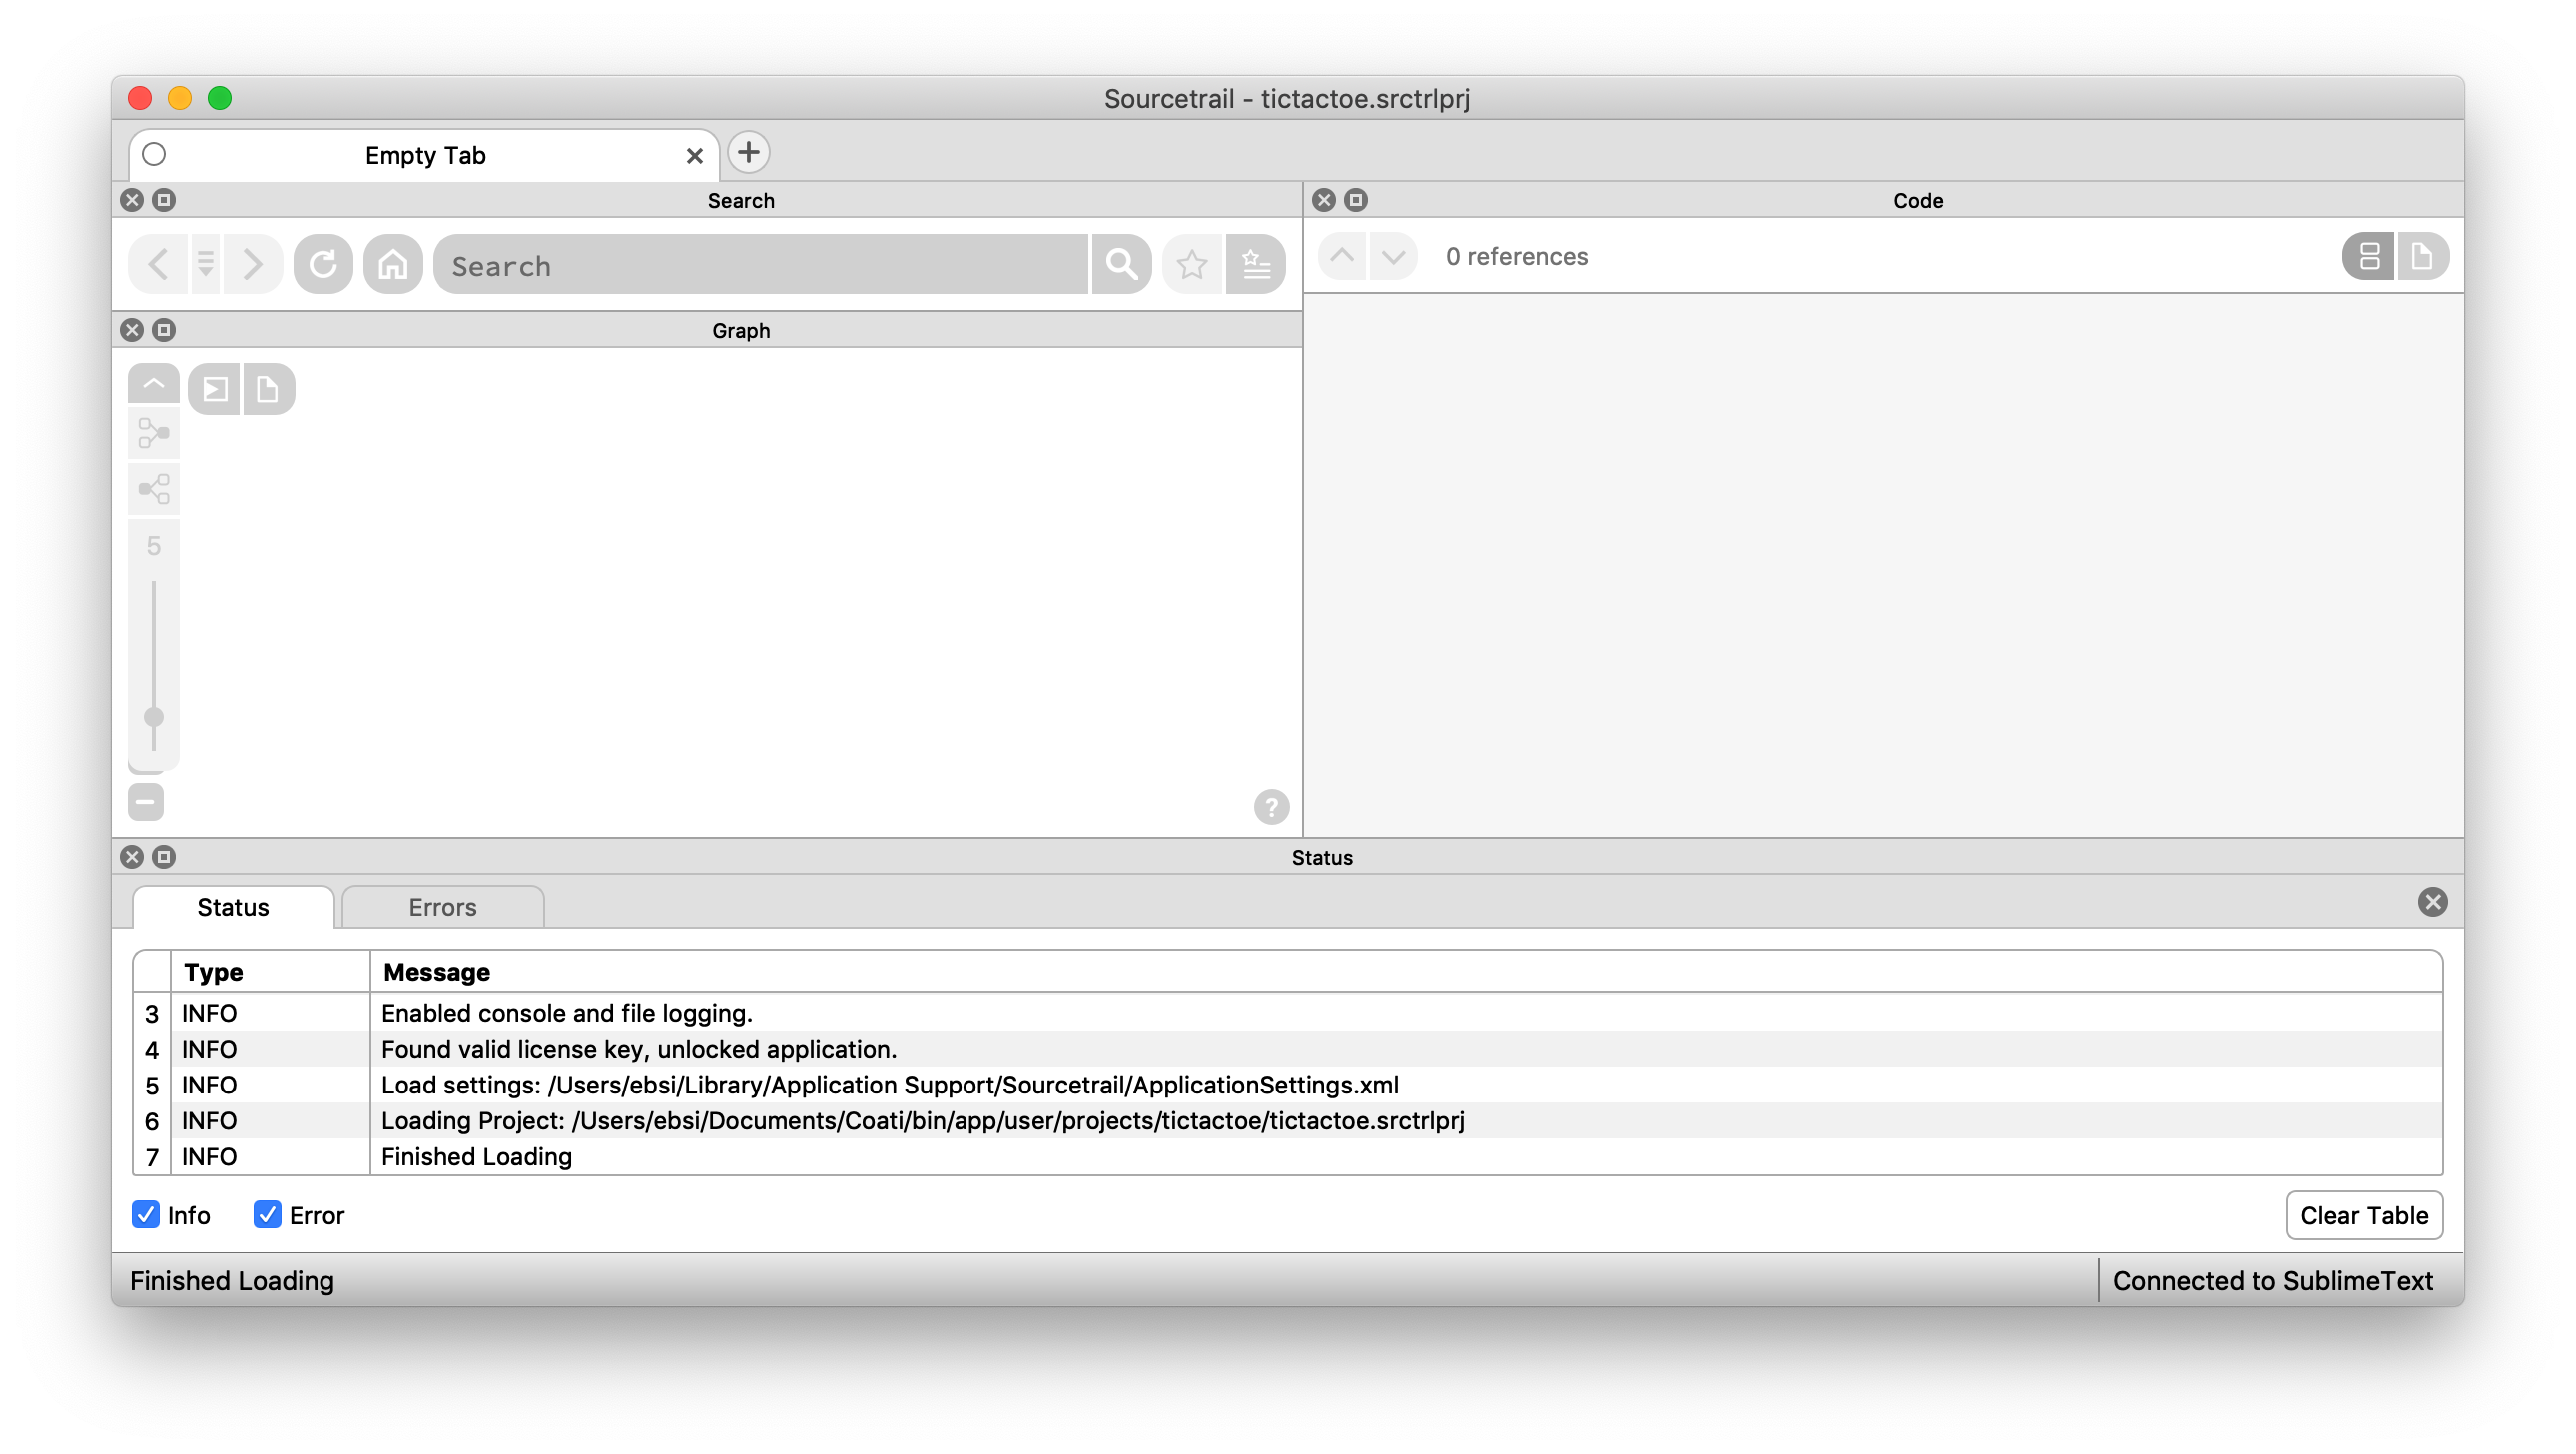 Sourcetrail - tictactoe.srctrlprj
Empty Tab
Search
Code
Search
0 references
Graph
5
?
Status
Status
Errors
Type Message
3 INFO Enabled console and file logging.
4 INFO Found valid license key, unlocked application.
5 INFO Load settings: /Users/ebsi/Library/Application Support/Sourcetrail/ApplicationSettings.xml
6 INFO Loading Project: /Users/ebsi/Documents/Coati/bin/app/user/projects/tictactoe/tictactoe.srctrlprj
7 INFO Finished Loading
Info Error Clear Table
Finished Loading Connected to SublimeText